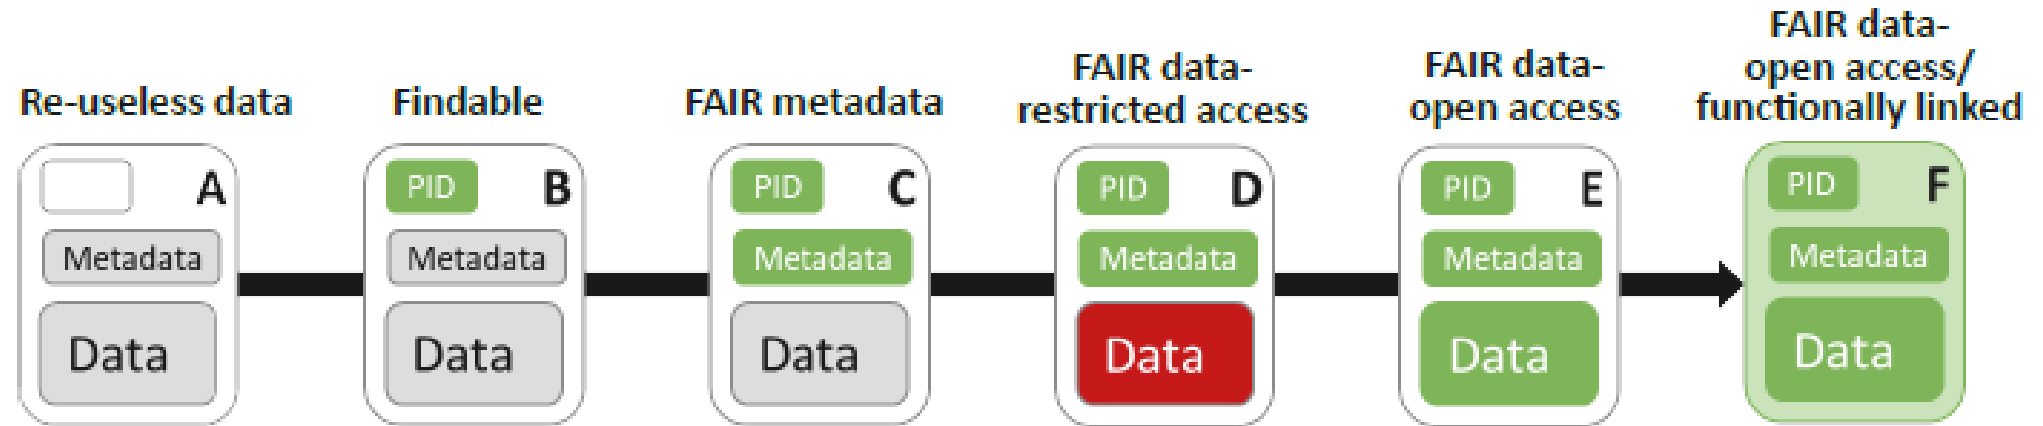 Re-useless data
Findable
FAIR metadata
FAIR data-
restricted access
FAIR data-
open access
FAIR data-
open access/
functionally linked
A
Metadata
Data
PID
B
Metadata
Data
PID
C
Metadata
Data
PID
D
Metadata
Data
PID
E
Metadata
Data
PID
F
Metadata
Data